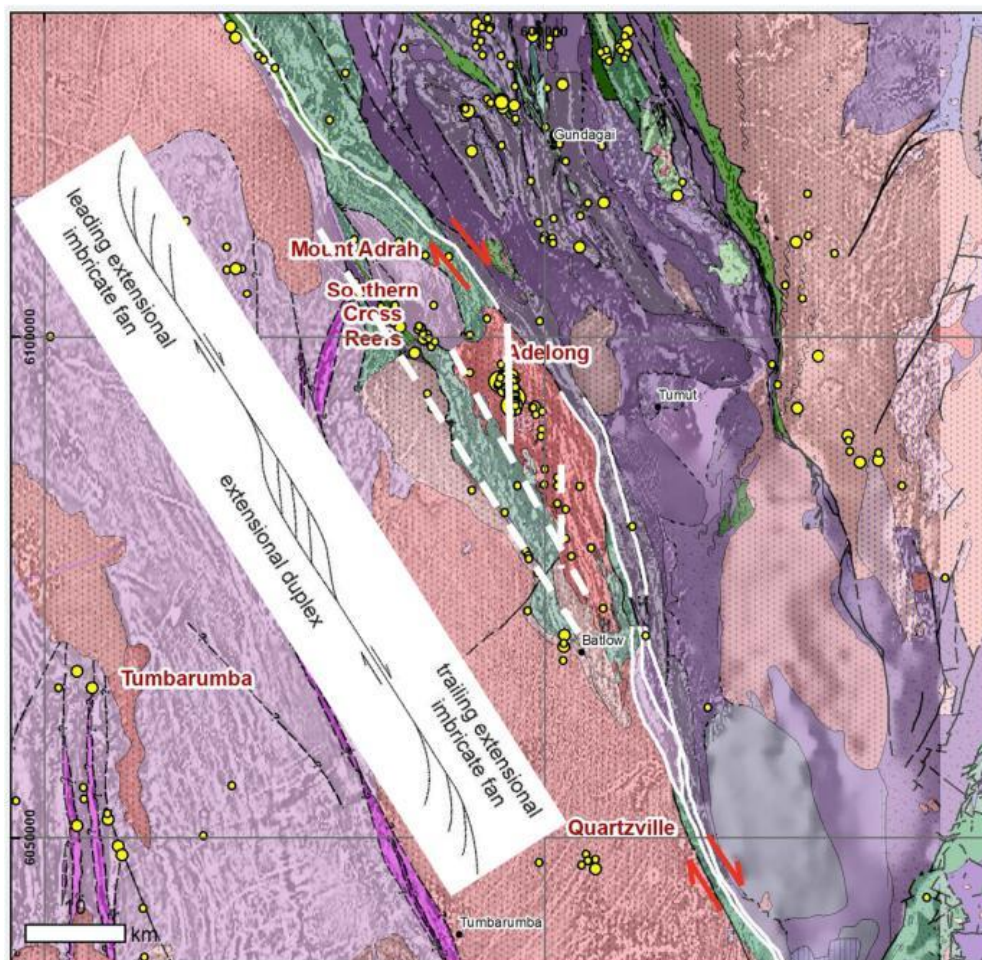 Gundagai
leading extensional
imbricate fan
Mount Adrah
Southern
Cross
Reefs
6100000
Adelong
Tumut
extensional duplex
Batlow
Tumbarumba
trailing extensional
imbricate fan
Quartzville
6050000
10
km
Tumbarumba